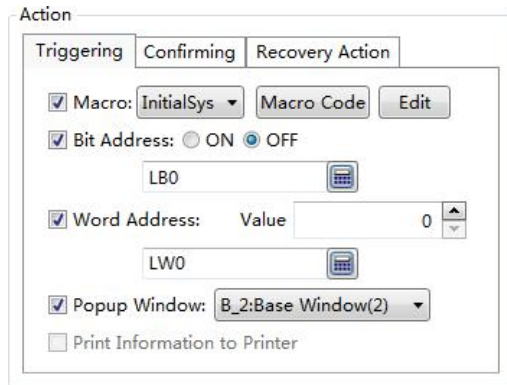 Action
Triggering Confirming Recovery Action
Macro: InitialSys Macro Code Edit
Bit Address: ON OFF
LB0
Word Address: Value 0
LW0
Popup Window: B_2:Base Window(2)
Print Information to Printer